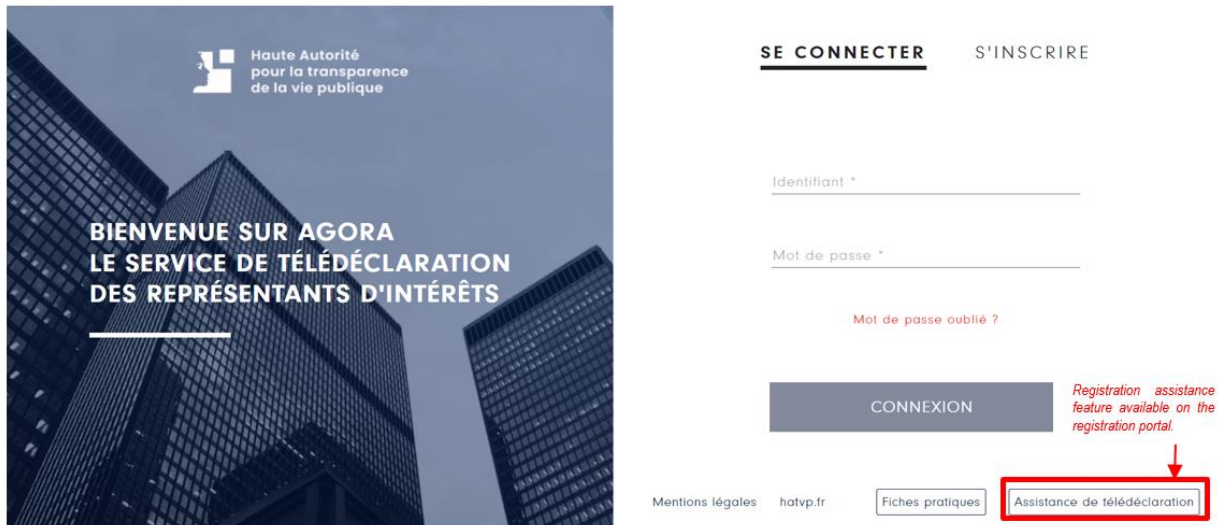 Haute Autorité
pour la transparence
de la vie publique
BIENVENUE SUR AGORA
LE SERVICE DE TÉLÉDÉCLARATION
DES REPRÉSENTANTS D'INTÉRÊTS
SE CONNECTER
S'INSCRIRE
Identifiant *
Mot de passe *
Mot de passe oublié ?
CONNEXION
Registration assistance
feature available on the
registration portal.
Mentions légales
hatvp.fr
Fiches pratiques
Assistance de télédéclaration